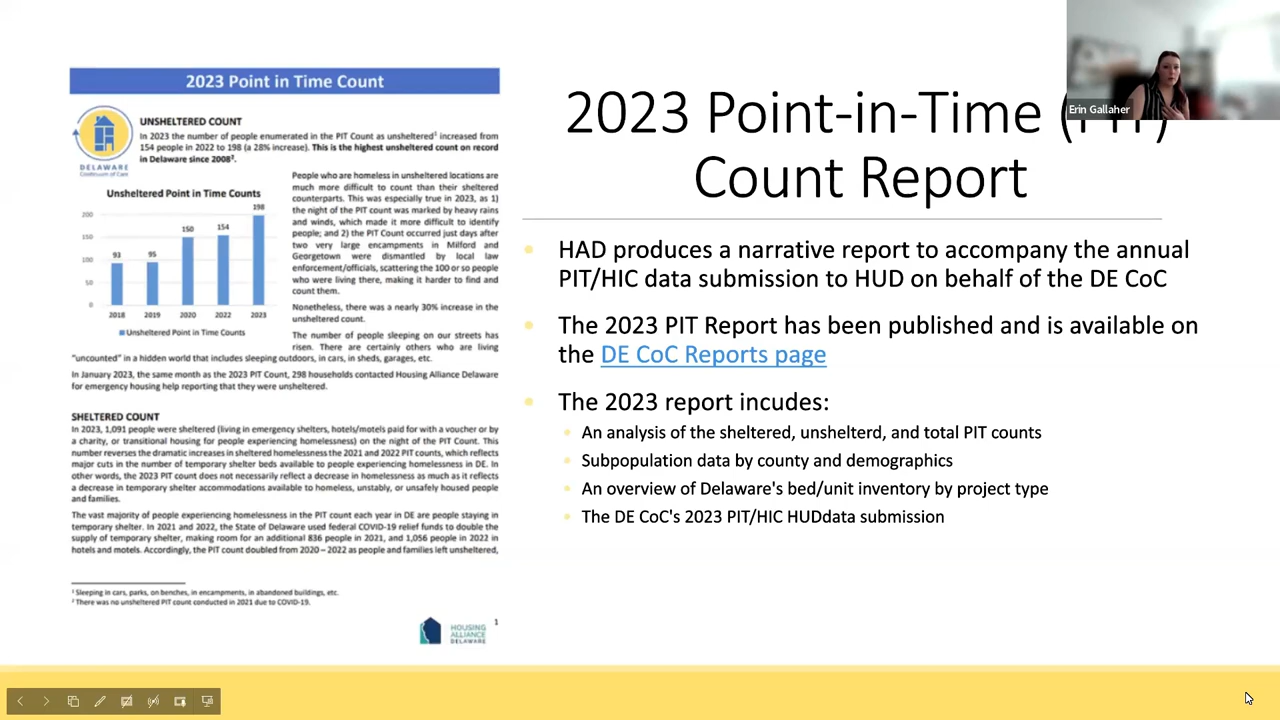 2023 Point in Time Count
UNSHELTERED COUNT
In 2023 the number of people enumerated in the PIT Count as unsheltered¹ increased from
154 people in 2022 to 198 (a 28% increase). This is the highest unsheltered count on record
in Delaware since 2008².
DELAWARE
Continuum of Care
Unsheltered Point in Time Counts
200
150
100
50
0
93
95
150
154
198
2018
2019
2020
2022
2023
Unsheltered Point in Time Counts
People who are homeless in unsheltered locations are
much more difficult to count than their sheltered
counterparts. This was especially true in 2023, as 1)
the night of the PIT count was marked by heavy rains
and winds, which made it more difficult to identify
people; and 2) the PIT Count occurred just days after
two very large encampments in Milford and
Georgetown were dismantled by local law
enforcement/officials, scattering the 100 or so people
who were living there, making it harder to find and
count them.
Nonetheless, there was a nearly 30% increase in the
unsheltered count.
The number of people sleeping on our streets has
risen. There are certainly others who are living
"uncounted" in a hidden world that includes sleeping outdoors, in cars, in sheds, garages, etc.
In January 2023, the same month as the 2023 PIT Count, 298 households contacted Housing Alliance Delaware
for emergency housing help reporting that they were unsheltered.
SHELTERED COUNT
In 2023, 1,091 people were sheltered (living in emergency shelters, hotels/motels paid for with a voucher or by
a charity, or transitional housing for people experiencing homelessness) on the night of the PIT Count. This
number reverses the dramatic increases in sheltered homelessness the 2021 and 2022 PIT counts, which reflects
major cuts in the number of temporary shelter beds available to people experiencing homelessness in DE. In
other words, the 2023 PIT count does not necessarily reflect a decrease in homelessness as much as it reflects
a decrease in temporary shelter accommodations available to homeless, unstably, or unsafely housed people
and families.
The vast majority of people experiencing homelessness in the PIT count each year in DE are people staying in
temporary shelter. In 2021 and 2022, the State of Delaware used federal COVID-19 relief funds to double the
supply of temporary shelter, making room for an additional 836 people in 2021, and 1,056 people in 2022 in
hotels and motels. Accordingly, the PIT count doubled from 2020 – 2022 as people and families left unsheltered,
¹ Sleeping in cars, parks, on benches, in encampments, in abandoned buildings, etc.
² There was no unsheltered PIT count conducted in 2021 due to COVID-19.
HOUSING
ALLIANCE
DELAWARE
1
2023 Point-in-Time (PIT)
Count Report
Erin Gallaher
HAD produces a narrative report to accompany the annual
PIT/HIC data submission to HUD on behalf of the DE CoC
The 2023 PIT Report has been published and is available on
the DE CoC Reports page
The 2023 report incudes:
An analysis of the sheltered, unshelterd, and total PIT counts
Subpopulation data by county and demographics
An overview of Delaware's bed/unit inventory by project type
The DE CoC's 2023 PIT/HIC HUDdata submission